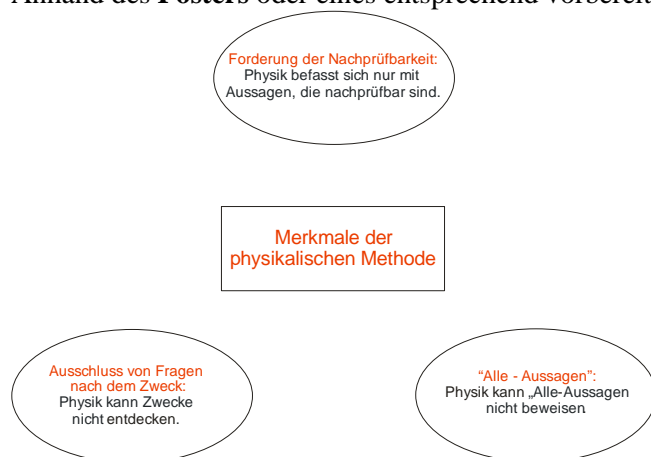 Anhand des Posters oder eines entsprechend vorbereit
Forderung der Nachprüfbarkeit:
Physik befasst sich nur mit
Aussagen, die nachprüfbar sind.
Merkmale der
physikalischen Methode
Ausschluss von Fragen
nach dem Zweck:
Physik kann Zwecke
nicht entdecken.
“Alle - Aussagen”:
Physik kann „Alle-Aussagen
nicht beweisen.